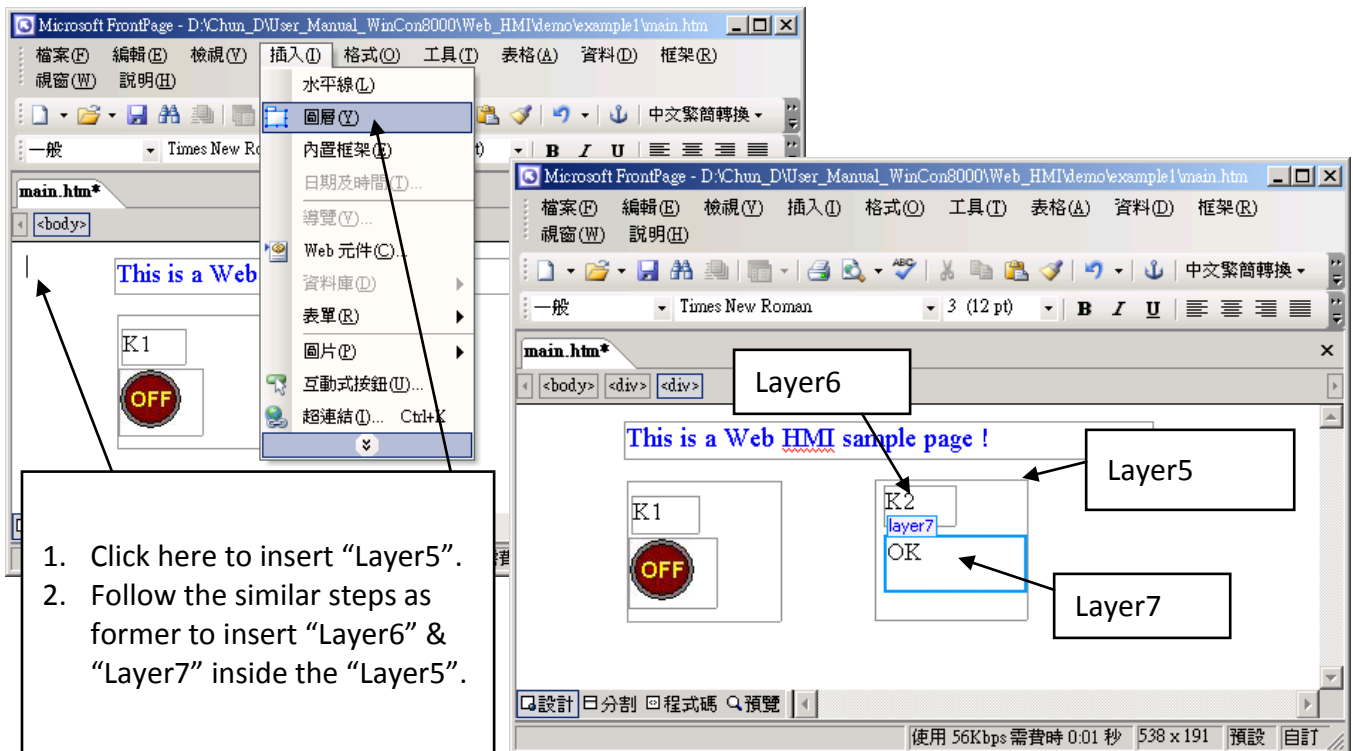 Microsoft FrontPage - D:\Chun_D\User_Manual_WinCon8000\Web_HMI\demo\example1\main.htm
檔案(F) 編輯(E) 檢視(V) 插入(I) 格式(O) 工具(T) 表格(A) 資料(D) 框架(R)
視窗(W) 說明(H)
中文繁簡轉換
一般 Times New B I U
main.htm*
<body>
This is a Web
K1
OFF
水平線(L)
圖層(Y)
內置框架(E)
日期及時間(T)...
導覽(V)...
Web 元件(C)...
資料庫(D)
表單(R)
圖片(P)
互動式按鈕(U)...
超連結(I)... Ctrl+K
1. Click here to insert “Layer5”.
2. Follow the similar steps as
former to insert “Layer6” &
“Layer7” inside the “Layer5”.
Microsoft FrontPage - D:\Chun_D\User_Manual_WinCon8000\Web_HMI\demo\example1\main.htm
檔案(F) 編輯(E) 檢視(V) 插入(I) 格式(O) 工具(T) 表格(A) 資料(D) 框架(R)
視窗(W) 說明(H)
ABC 中文繁簡轉換
一般 Times New Roman 3 (12 pt) B I U
main.htm*
<body> <div> <div>
Layer6
This is a Web HMI sample page !
Layer5
K1
OFF
K2
layer7
OK
Layer7
設計 分割 程式碼 預覽
使用 56Kbps 需費時 0:01 秒 538 x 191 預設 自訂